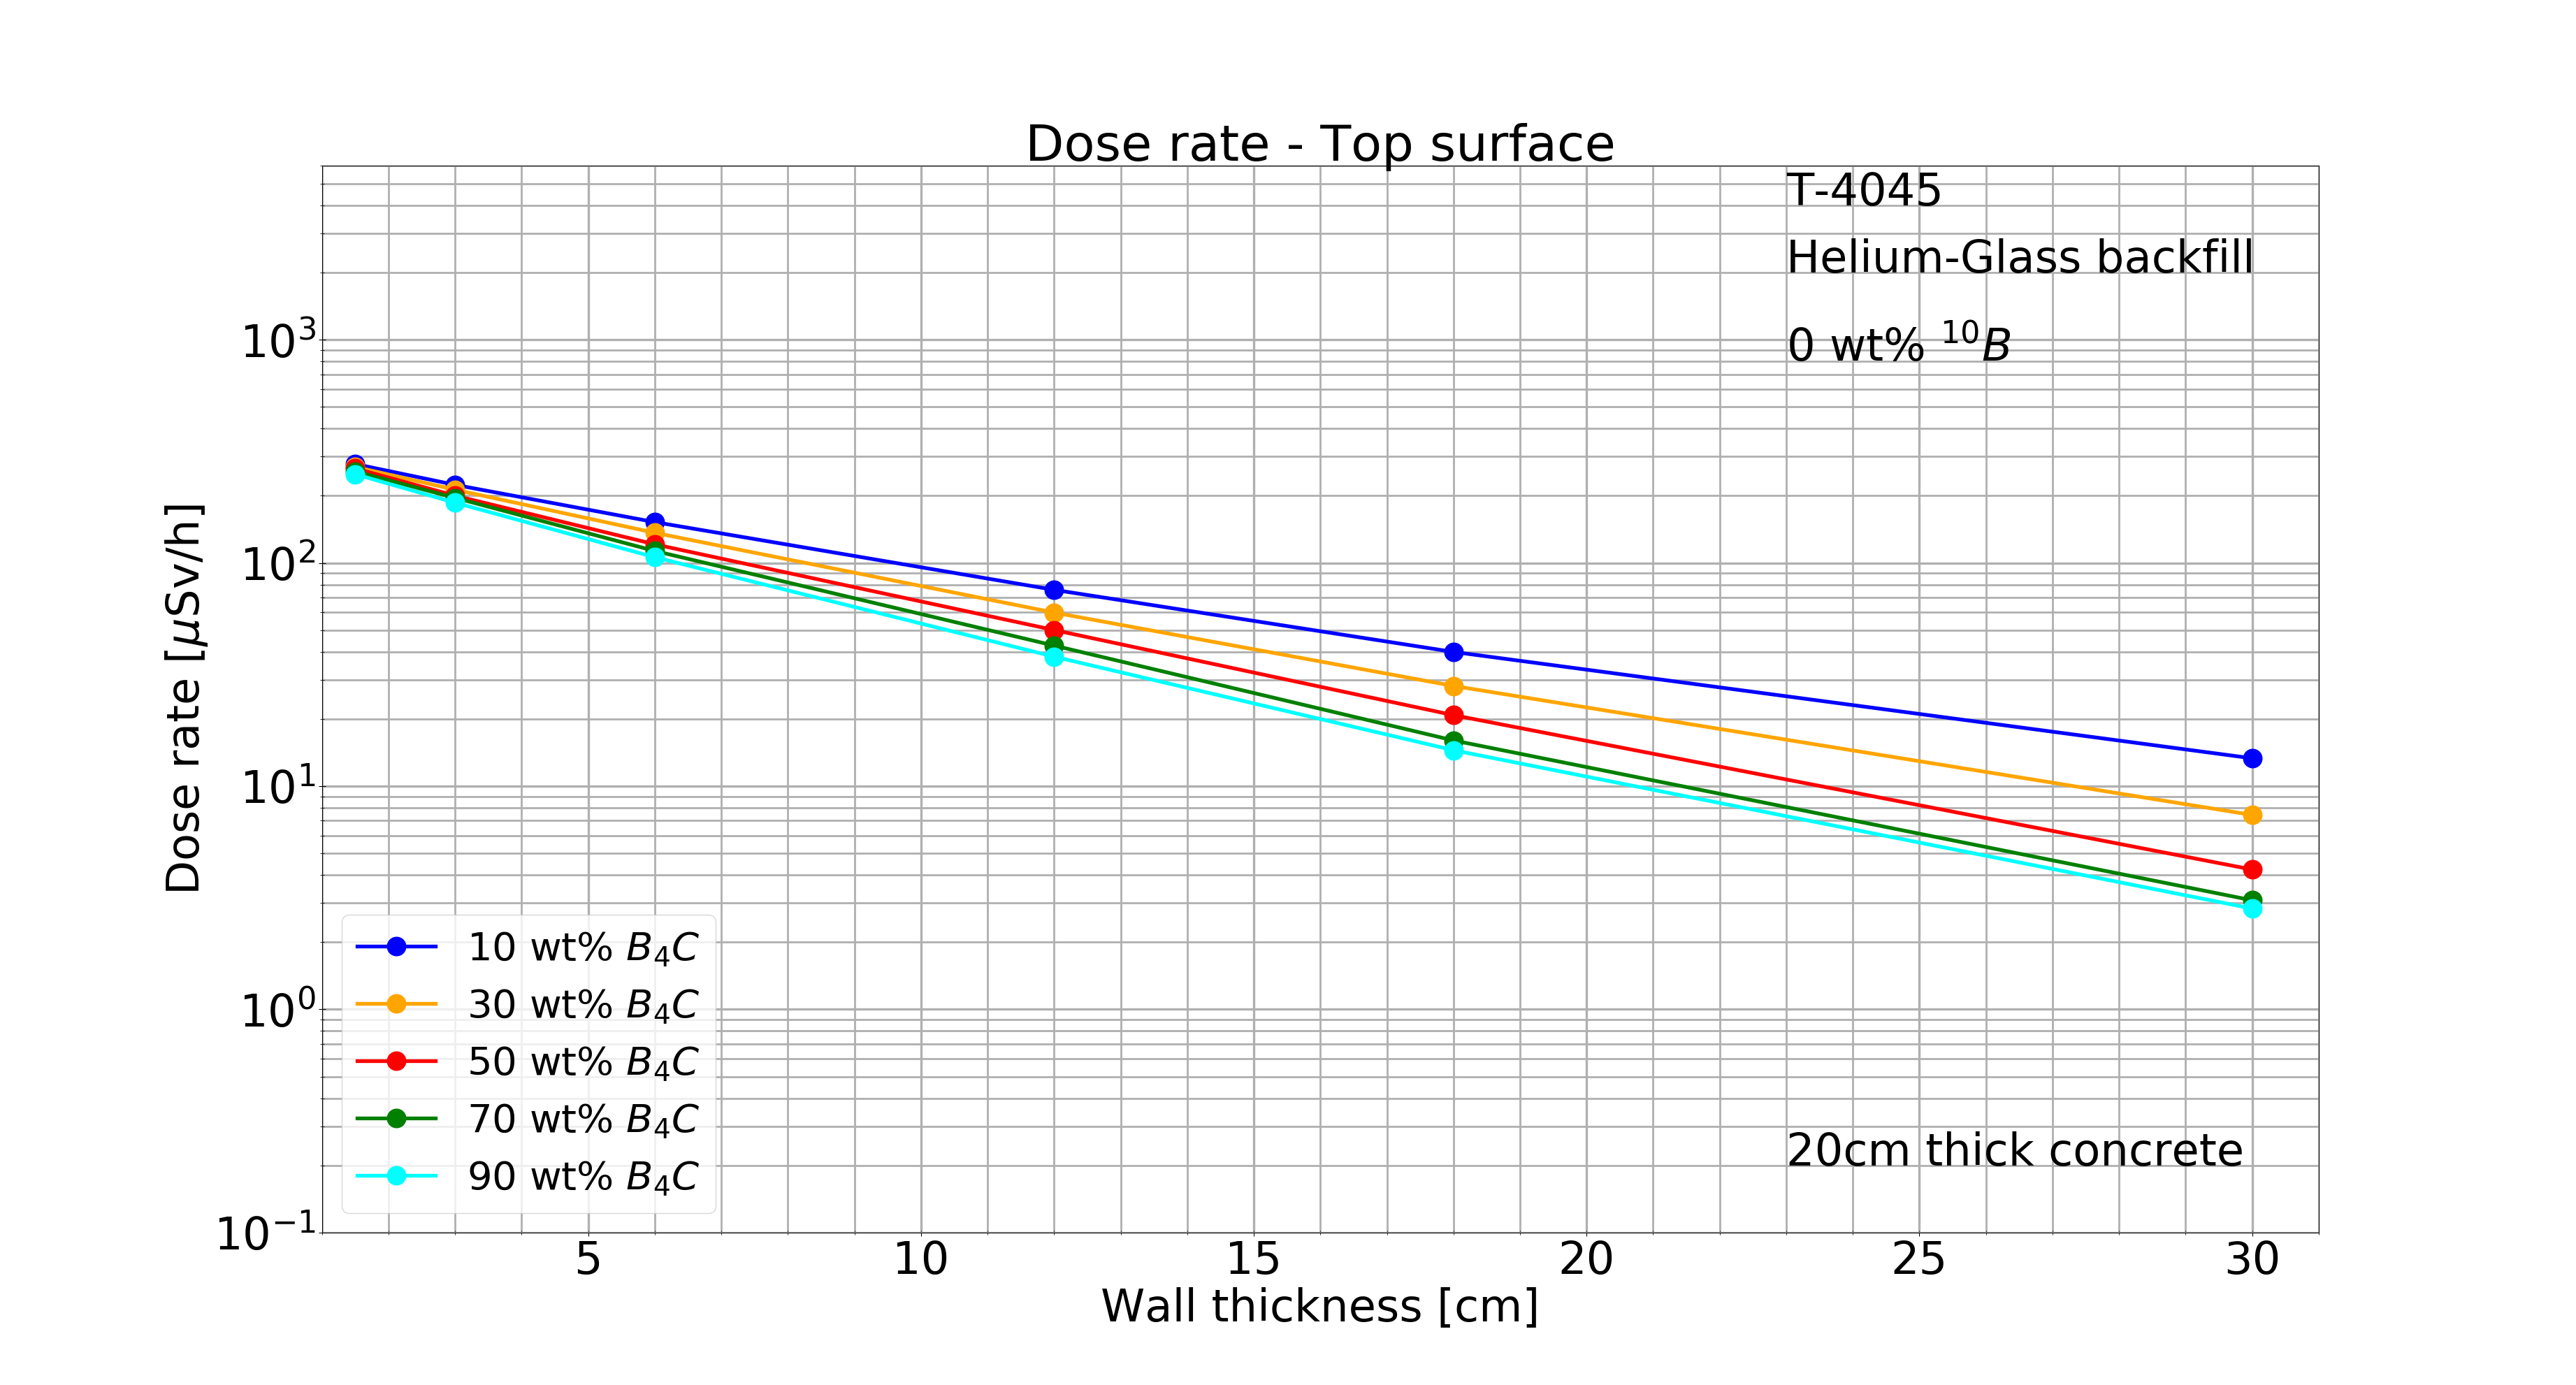 Dose rate - Top surface
T-4045
Helium-Glass backfill
0 wt% ¹⁰B
10³
10²
10¹
10⁰
10⁻¹
Dose rate [μSv/h]
10 wt% B₄C
30 wt% B₄C
50 wt% B₄C
70 wt% B₄C
90 wt% B₄C
20cm thick concrete
5 10 15 20 25 30
Wall thickness [cm]